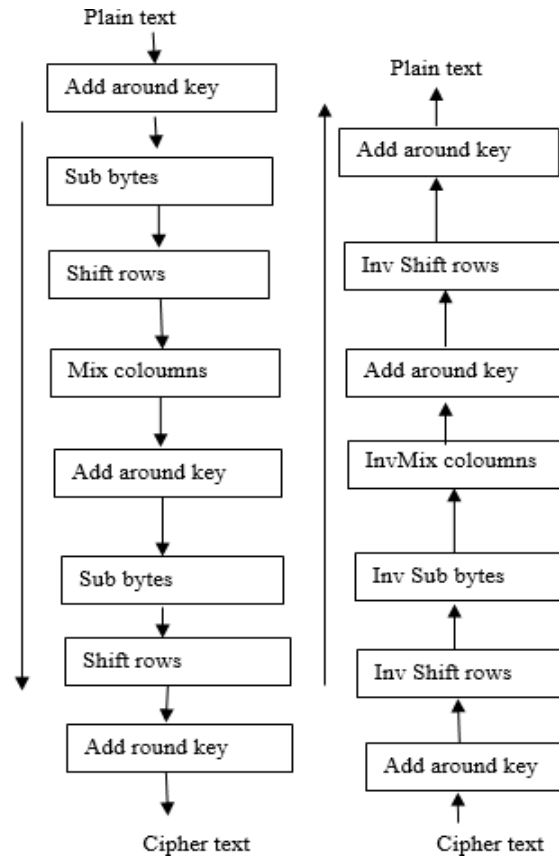 Plain text
Add around key
Sub bytes
Shift rows
Mix coloumns
Add around key
Sub bytes
Shift rows
Add round key
Cipher text
Plain text
Add around key
Inv Shift rows
Add around key
InvMix coloumns
Inv Sub bytes
Inv Shift rows
Add around key
Cipher text